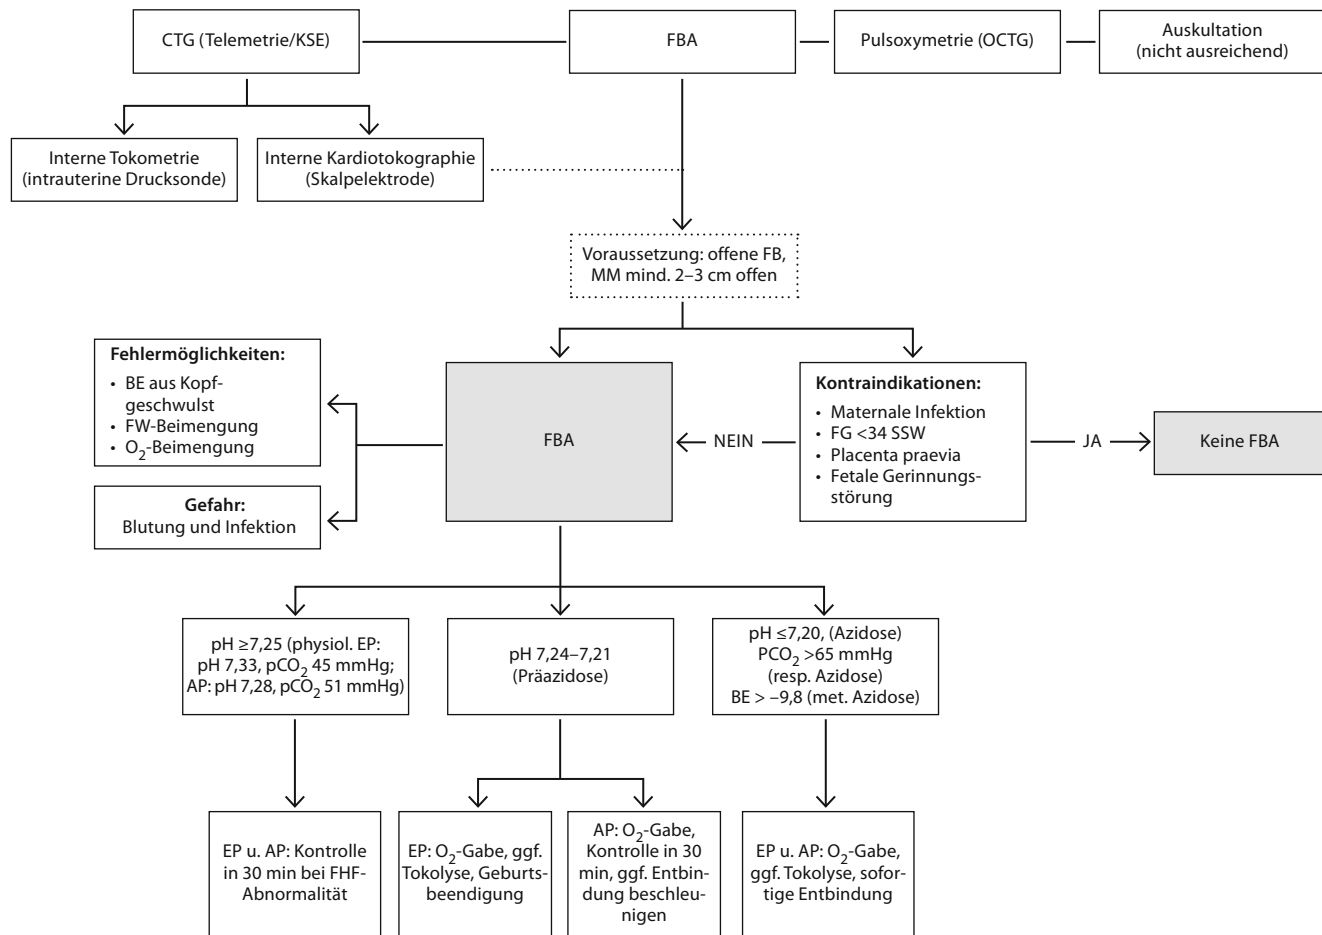 CTG (Telemetrie/KSE)
FBA
Pulsoxymetrie (OCTG)
Auskultation
(nicht ausreichend)
Interne Tokometrie
(intrauterine Drucksonde)
Interne Kardiotokographie
(Skalpelektrode)
Voraussetzung: offene FB,
MM mind. 2–3 cm offen
Fehlermöglichkeiten:
• BE aus Kopf-
geschwulst
• FW-Beimengung
• O₂-Beimengung
Gefahr:
Blutung und Infektion
FBA
NEIN
Kontraindikationen:
• Maternale Infektion
• FG <34 SSW
• Placenta praevia
• Fetale Gerinnungs-
störung
JA
Keine FBA
pH ≥7,25 (physiol. EP:
pH 7,33, pCO₂ 45 mmHg;
AP: pH 7,28, pCO₂ 51 mmHg)
pH 7,24–7,21
(Präazidose)
pH ≤7,20, (Azidose)
PCO₂ >65 mmHg
(resp. Azidose)
BE > –9,8 (met. Azidose)
EP u. AP: Kontrolle
in 30 min bei FHF-
Abnormalität
EP: O₂-Gabe, ggf.
Tokolyse, Geburts-
beendigung
AP: O₂-Gabe,
Kontrolle in 30
min, ggf. Entbin-
dung beschleu-
nigen
EP u. AP: O₂-Gabe,
ggf. Tokolyse, sofor-
tige Entbindung